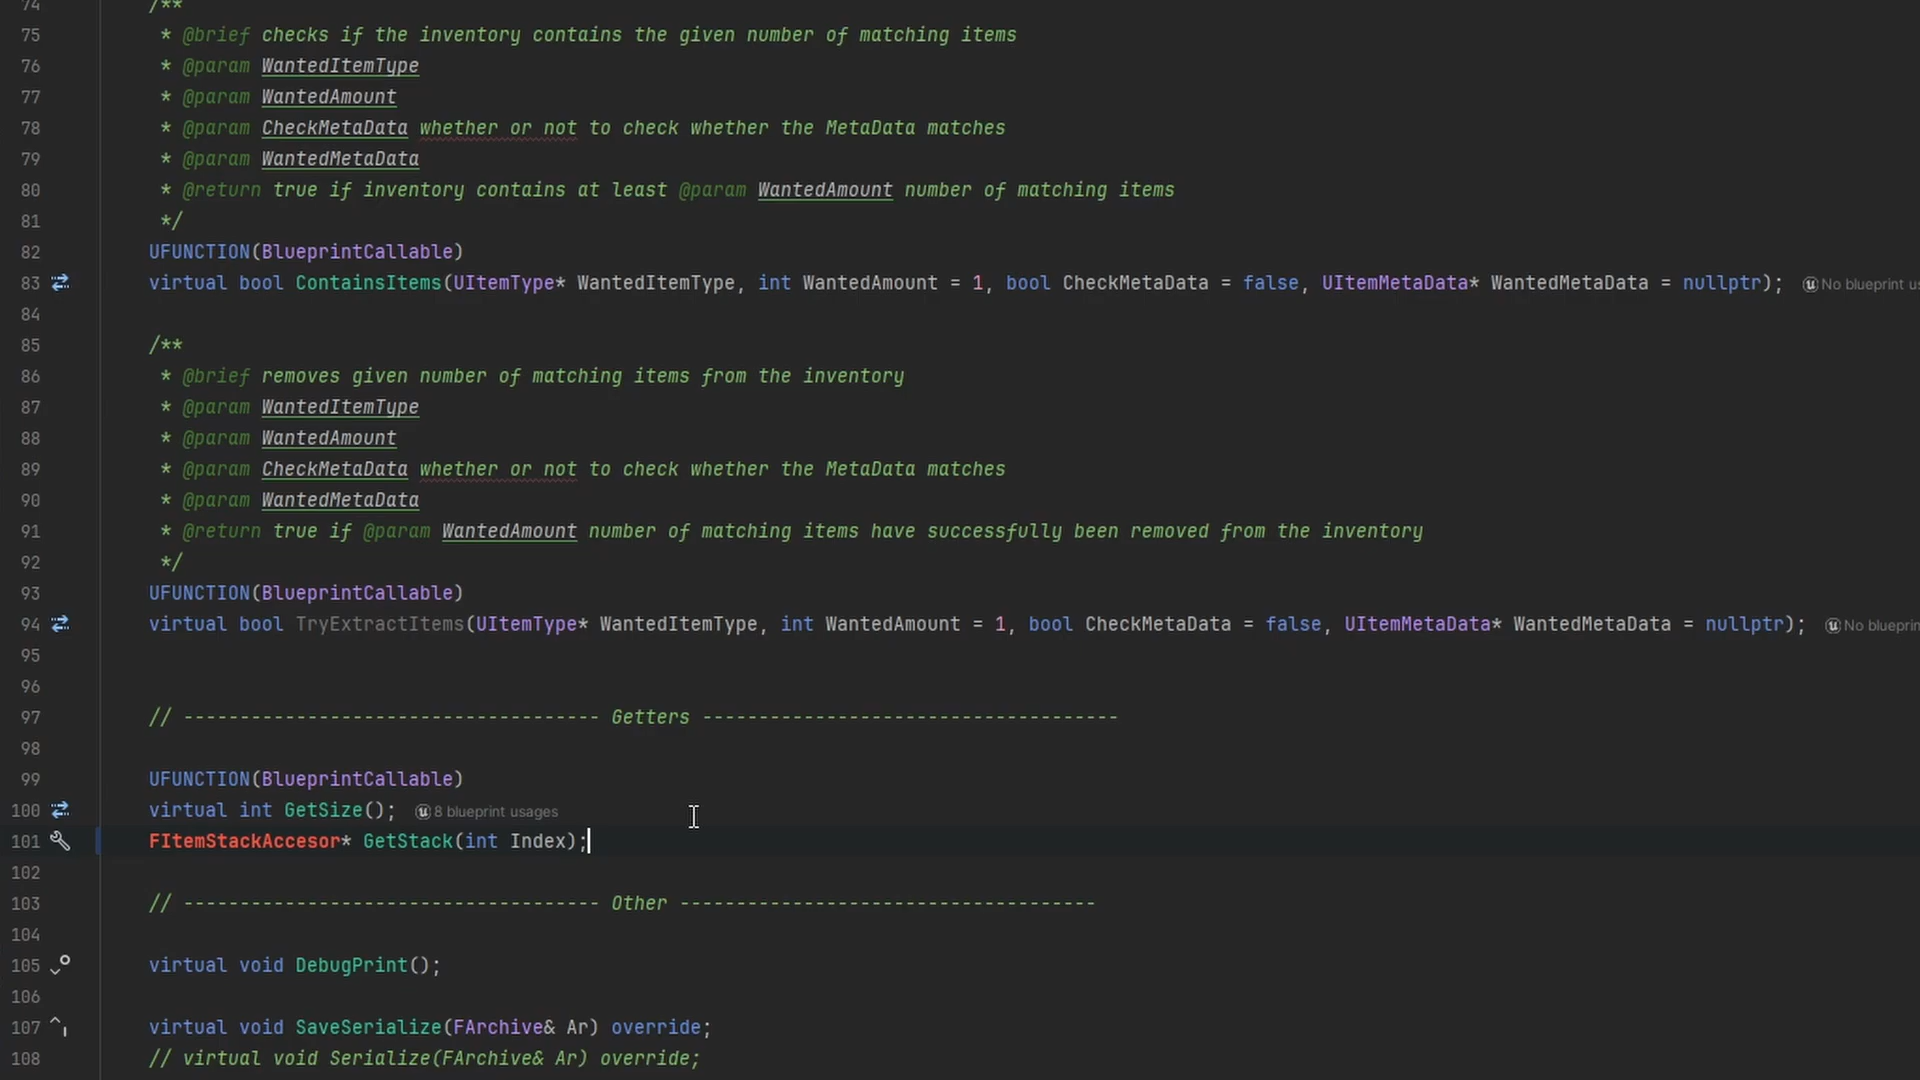 74 /**
75 * @brief checks if the inventory contains the given number of matching items
76 * @param WantedItemType
77 * @param WantedAmount
78 * @param CheckMetaData whether or not to check whether the MetaData matches
79 * @param WantedMetaData
80 * @return true if inventory contains at least @param WantedAmount number of matching items
81 */
82 UFUNCTION(BlueprintCallable)
83 virtual bool ContainsItems(UItemType* WantedItemType, int WantedAmount = 1, bool CheckMetaData = false, UItemMetaData* WantedMetaData = nullptr); No blueprint us
84
85 /**
86 * @brief removes given number of matching items from the inventory
87 * @param WantedItemType
88 * @param WantedAmount
89 * @param CheckMetaData whether or not to check whether the MetaData matches
90 * @param WantedMetaData
91 * @return true if @param WantedAmount number of matching items have successfully been removed from the inventory
92 */
93 UFUNCTION(BlueprintCallable)
94 virtual bool TryExtractItems(UItemType* WantedItemType, int WantedAmount = 1, bool CheckMetaData = false, UItemMetaData* WantedMetaData = nullptr); No blueprin
95
96
97 // ------------------------------------- Getters -------------------------------------
98
99 UFUNCTION(BlueprintCallable)
100 virtual int GetSize(); 8 blueprint usages
101 FItemStackAccesor* GetStack(int Index);
102
103 // ------------------------------------- Other -------------------------------------
104
105 virtual void DebugPrint();
106
107 virtual void SaveSerialize(FArchive& Ar) override;
108 // virtual void Serialize(FArchive& Ar) override;